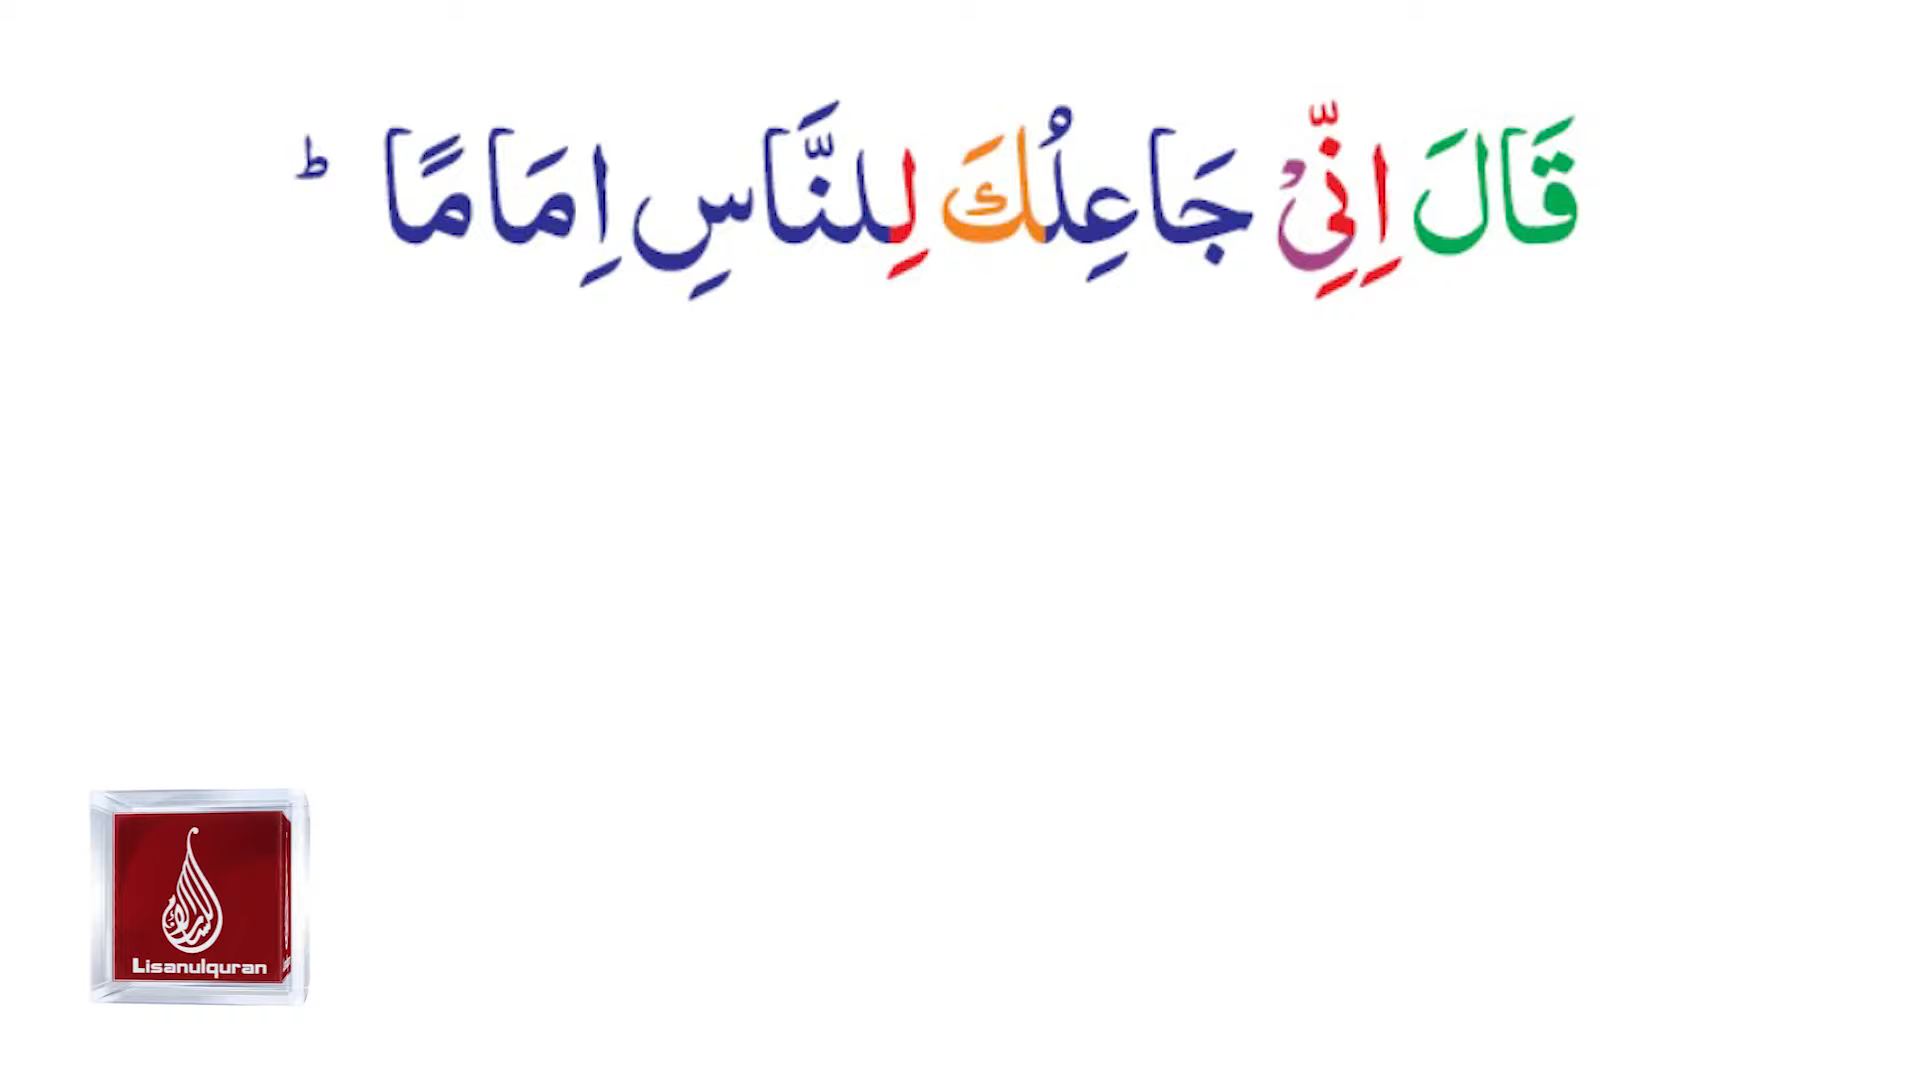 قَالَ اِنِّىْ جَاعِلُكَ لِلنَّاسِ اِمَامًا ؕ
Lisanulquran